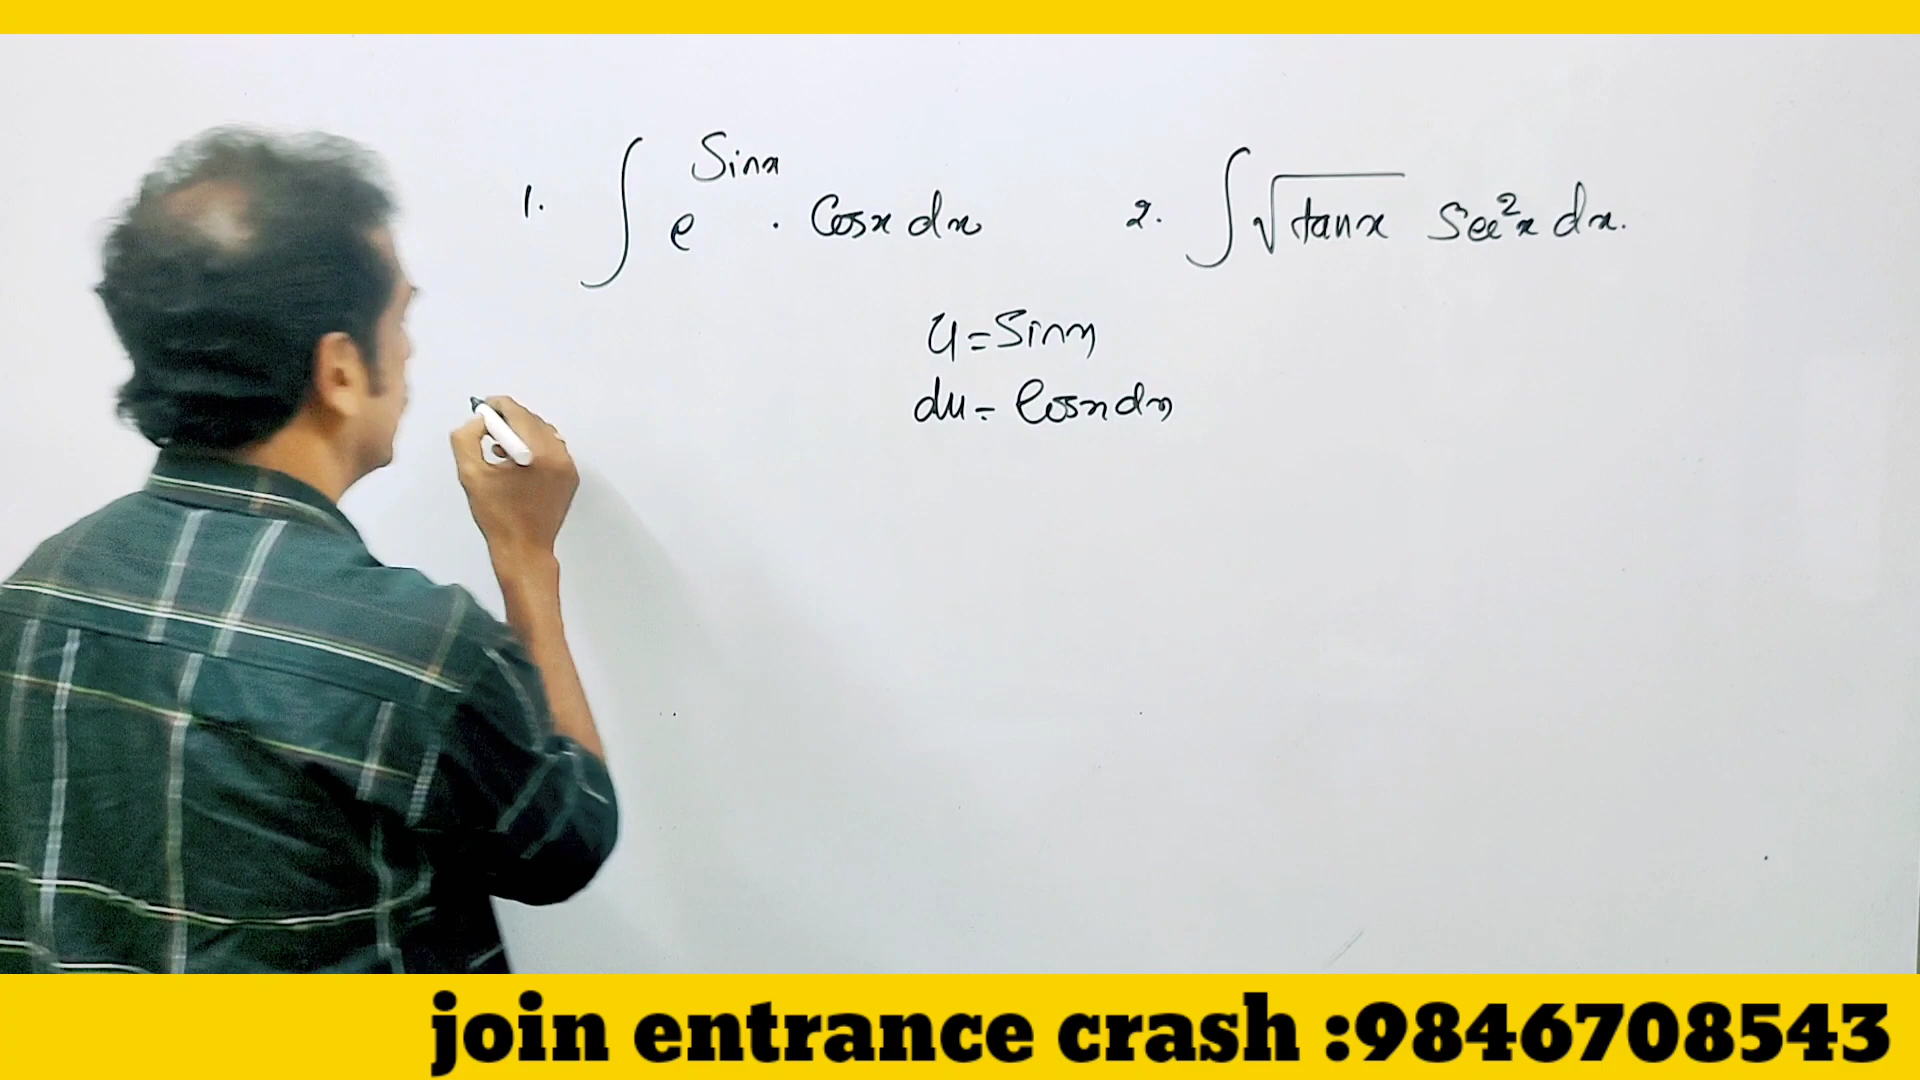 1. ∫ e^Sinx . Cosx dx
2. ∫ √tanx Sec²x dx.
u = Sinx
du = Cosx dx
join entrance crash :9846708543